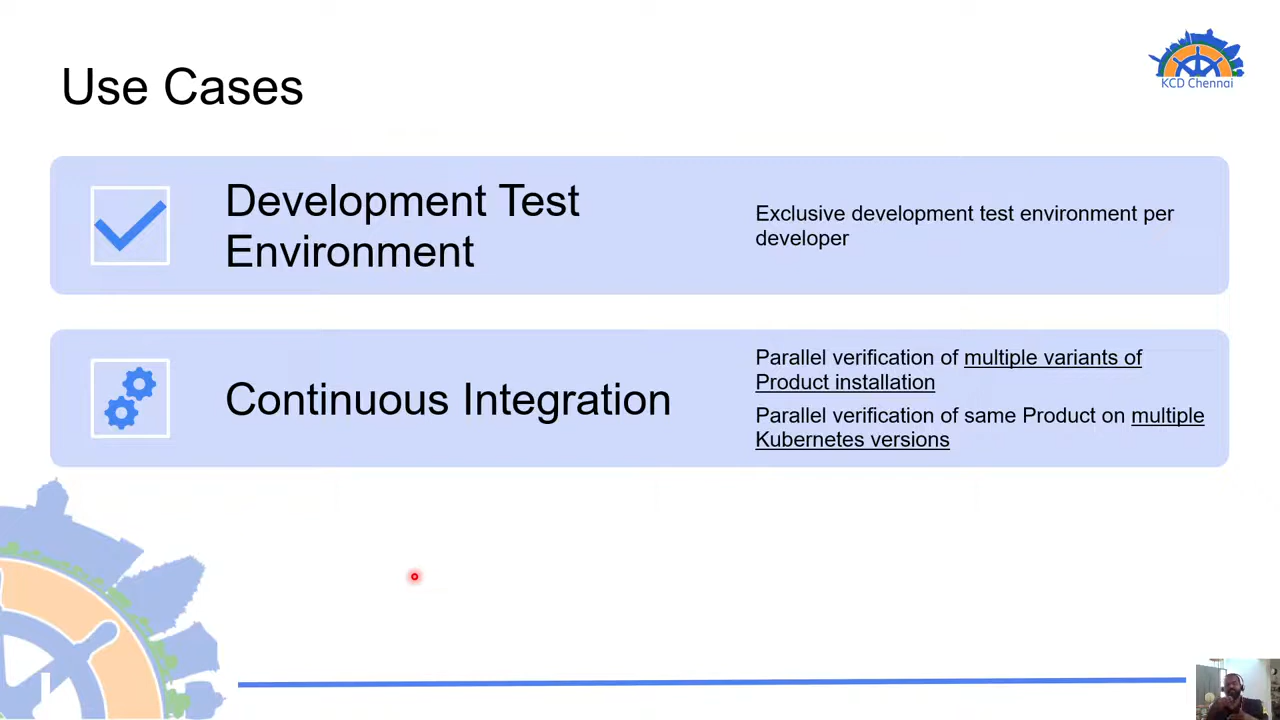 Use Cases
KCD Chennai
Development Test
Environment
Exclusive development test environment per
developer
Continuous Integration
Parallel verification of multiple variants of
Product installation
Parallel verification of same Product on multiple
Kubernetes versions